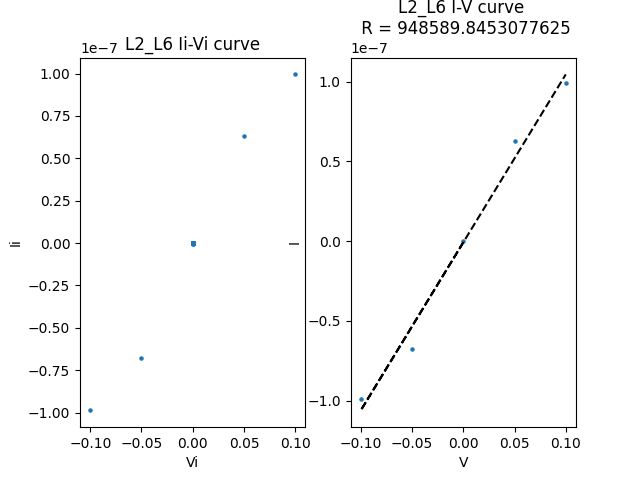 L2_L6 I-V curve
R = 948589.8453077625
1e−7 L2_L6 Ii-Vi curve
1e−7
1.00
0.75
0.50
0.25
0.00
−0.25
−0.50
−0.75
−1.00
Ii
−0.10 −0.05 0.00 0.05 0.10
Vi
1.0
0.5
0.0
−0.5
−1.0
I
−0.10 −0.05 0.00 0.05 0.10
V